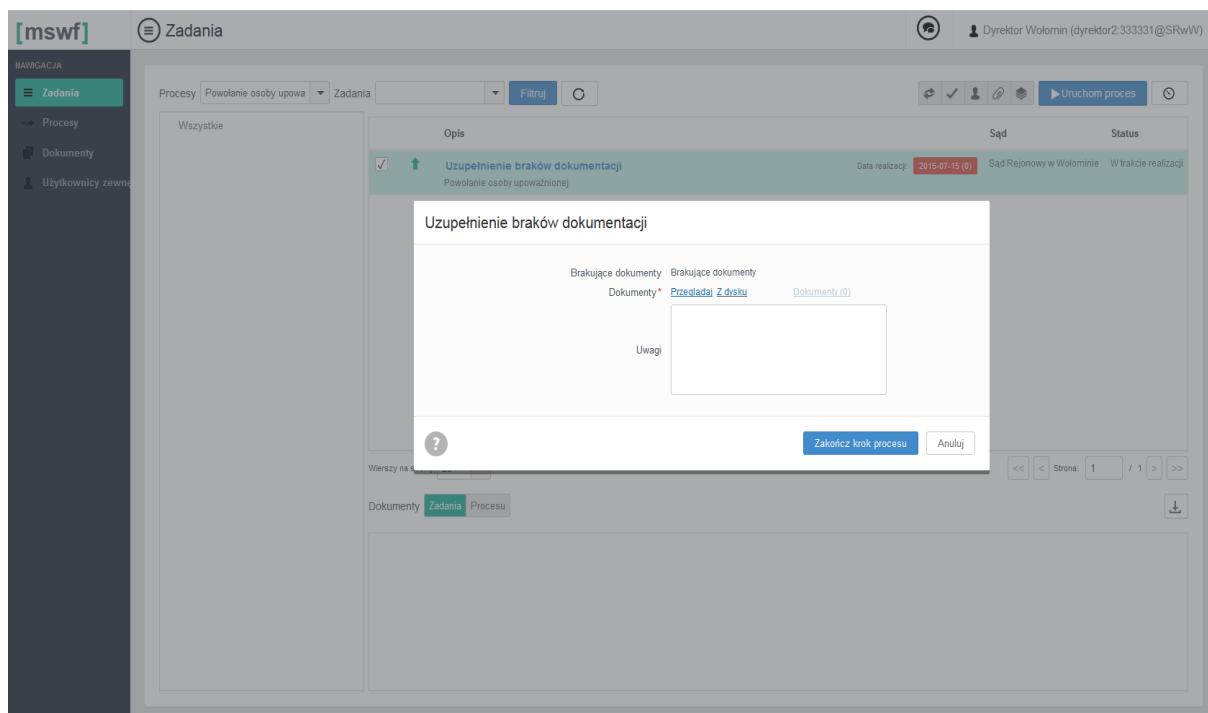 [mswf]
Zadania
Dyrektor Wołomin (dyrektor2:333331@SRwW)
NAWIGACJA
Zadania
Procesy
Dokumenty
Użytkownicy zewnę
Procesy Powołanie osoby upowa Zadania Filtruj Uruchom proces
Wszystkie
Opis Sąd Status
Uzupełnienie braków dokumentacji Data realizacji: 2015-07-15 (0) Sąd Rejonowy w Wołominie W trakcie realizacji
Powołanie osoby upoważnionej
Uzupełnienie braków dokumentacji
Brakujące dokumenty Brakujące dokumenty
Dokumenty* Przeglądaj Z dysku Dokumenty (0)
Uwagi
? Zakończ krok procesu Anuluj
Wierszy na s << < Strona: 1 / 1 > >>
Dokumenty Zadania Procesu